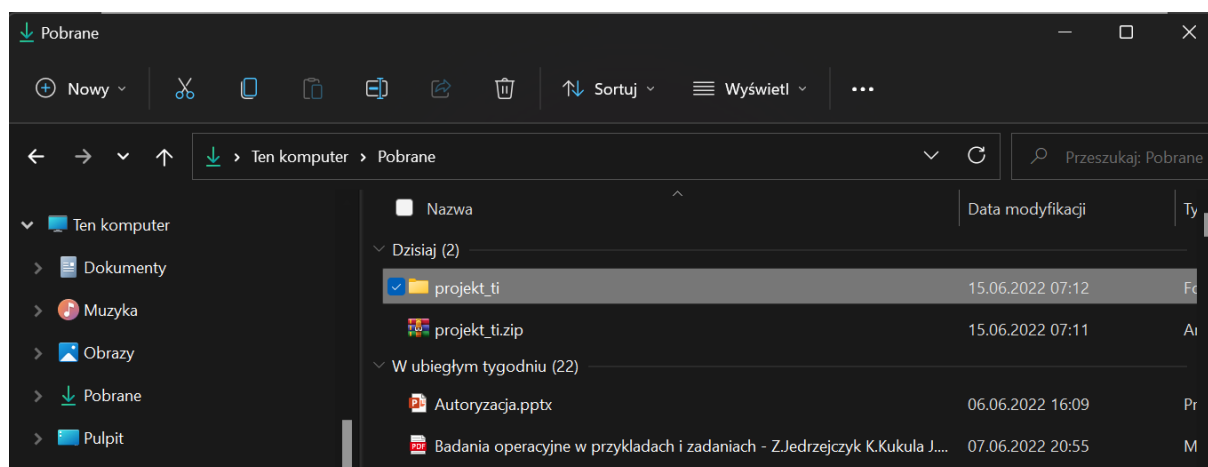 Pobrane
Nowy Sortuj Wyświetl
Ten komputer Pobrane Przeszukaj: Pobrane
Nazwa Data modyfikacji Ty
Ten komputer
Dzisiaj (2)
Dokumenty
projekt_ti 15.06.2022 07:12 Fo
Muzyka
projekt_ti.zip 15.06.2022 07:11 Ar
Obrazy
W ubiegłym tygodniu (22)
Pobrane
Autoryzacja.pptx 06.06.2022 16:09 Pr
Pulpit
Badania operacyjne w przykladach i zadaniach - Z.Jedrzejczyk K.Kukula J.... 07.06.2022 20:55 M